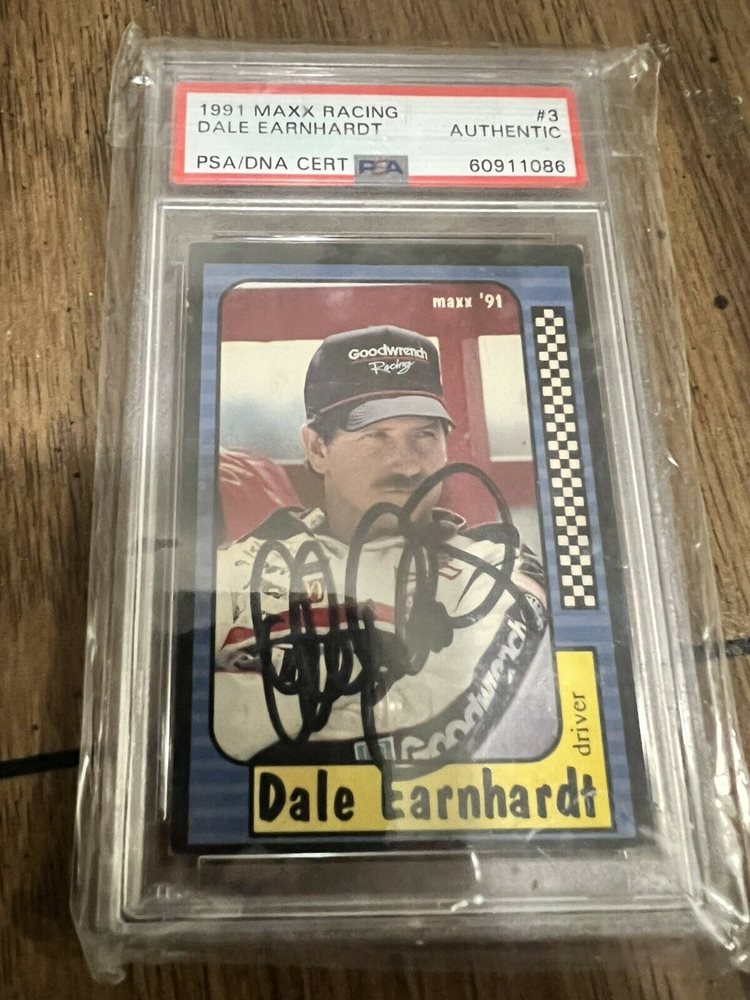 1991 MAXX RACING #3
DALE EARNHARDT AUTHENTIC
PSA/DNA CERT PSA 60911086
maxx '91
Goodwrench
Racing
Goodwrench
driver
Dale Earnhardt